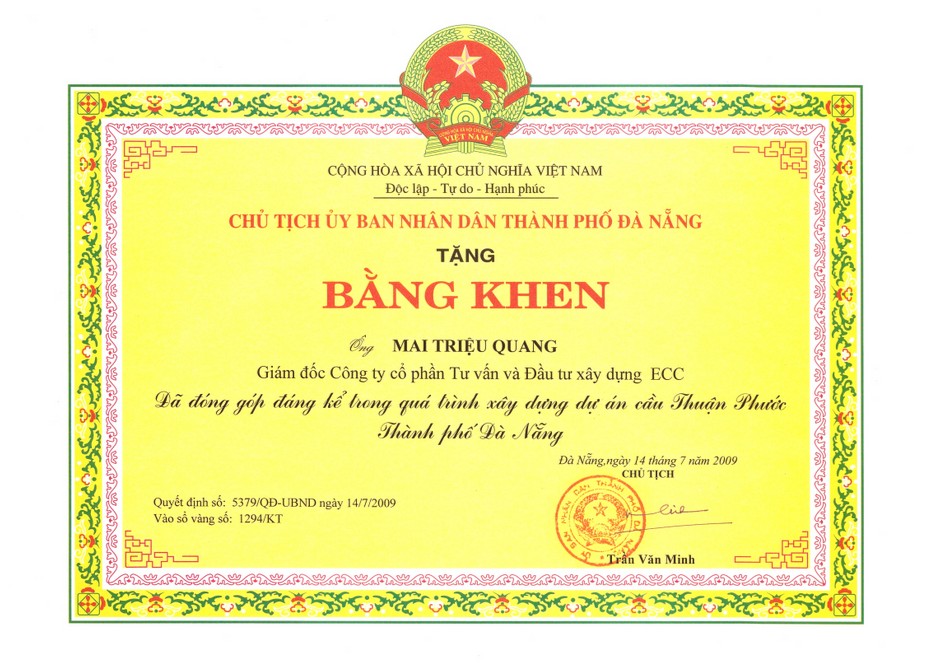 VIỆT NAM
CỘNG HÒA XÃ HỘI CHỦ NGHĨA VIỆT NAM
Độc lập - Tự do - Hạnh phúc
CHỦ TỊCH ỦY BAN NHÂN DÂN THÀNH PHỐ ĐÀ NẴNG
TẶNG
BẰNG KHEN
Ông MAI TRIỆU QUANG
Giám đốc Công ty cổ phần Tư vấn và Đầu tư xây dựng ECC
Đã đóng góp đáng kể trong quá trình xây dựng dự án cầu Thuận Phước
Thành phố Đà Nẵng
Đà Nẵng,ngày 14 tháng 7 năm 2009
CHỦ TỊCH
Quyết định số: 5379/QĐ-UBND ngày 14/7/2009
Vào sổ vàng số: 1294/KT
Trần Văn Minh